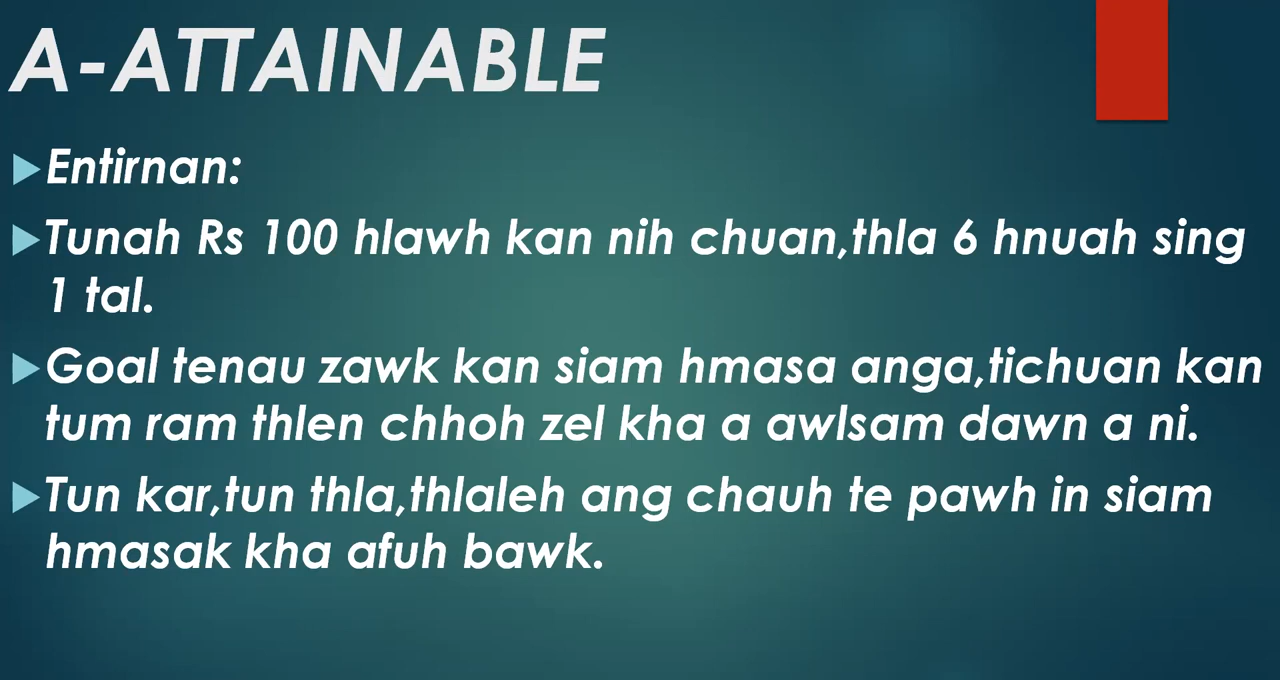 A-ATTAINABLE
Entirnan:
Tunah Rs 100 hlawh kan nih chuan,thla 6 hnuah sing
1 tal.
Goal tenau zawk kan siam hmasa anga,tichuan kan
tum ram thlen chhoh zel kha a awlsam dawn a ni.
Tun kar,tun thla,thlaleh ang chauh te pawh in siam
hmasak kha afuh bawk.